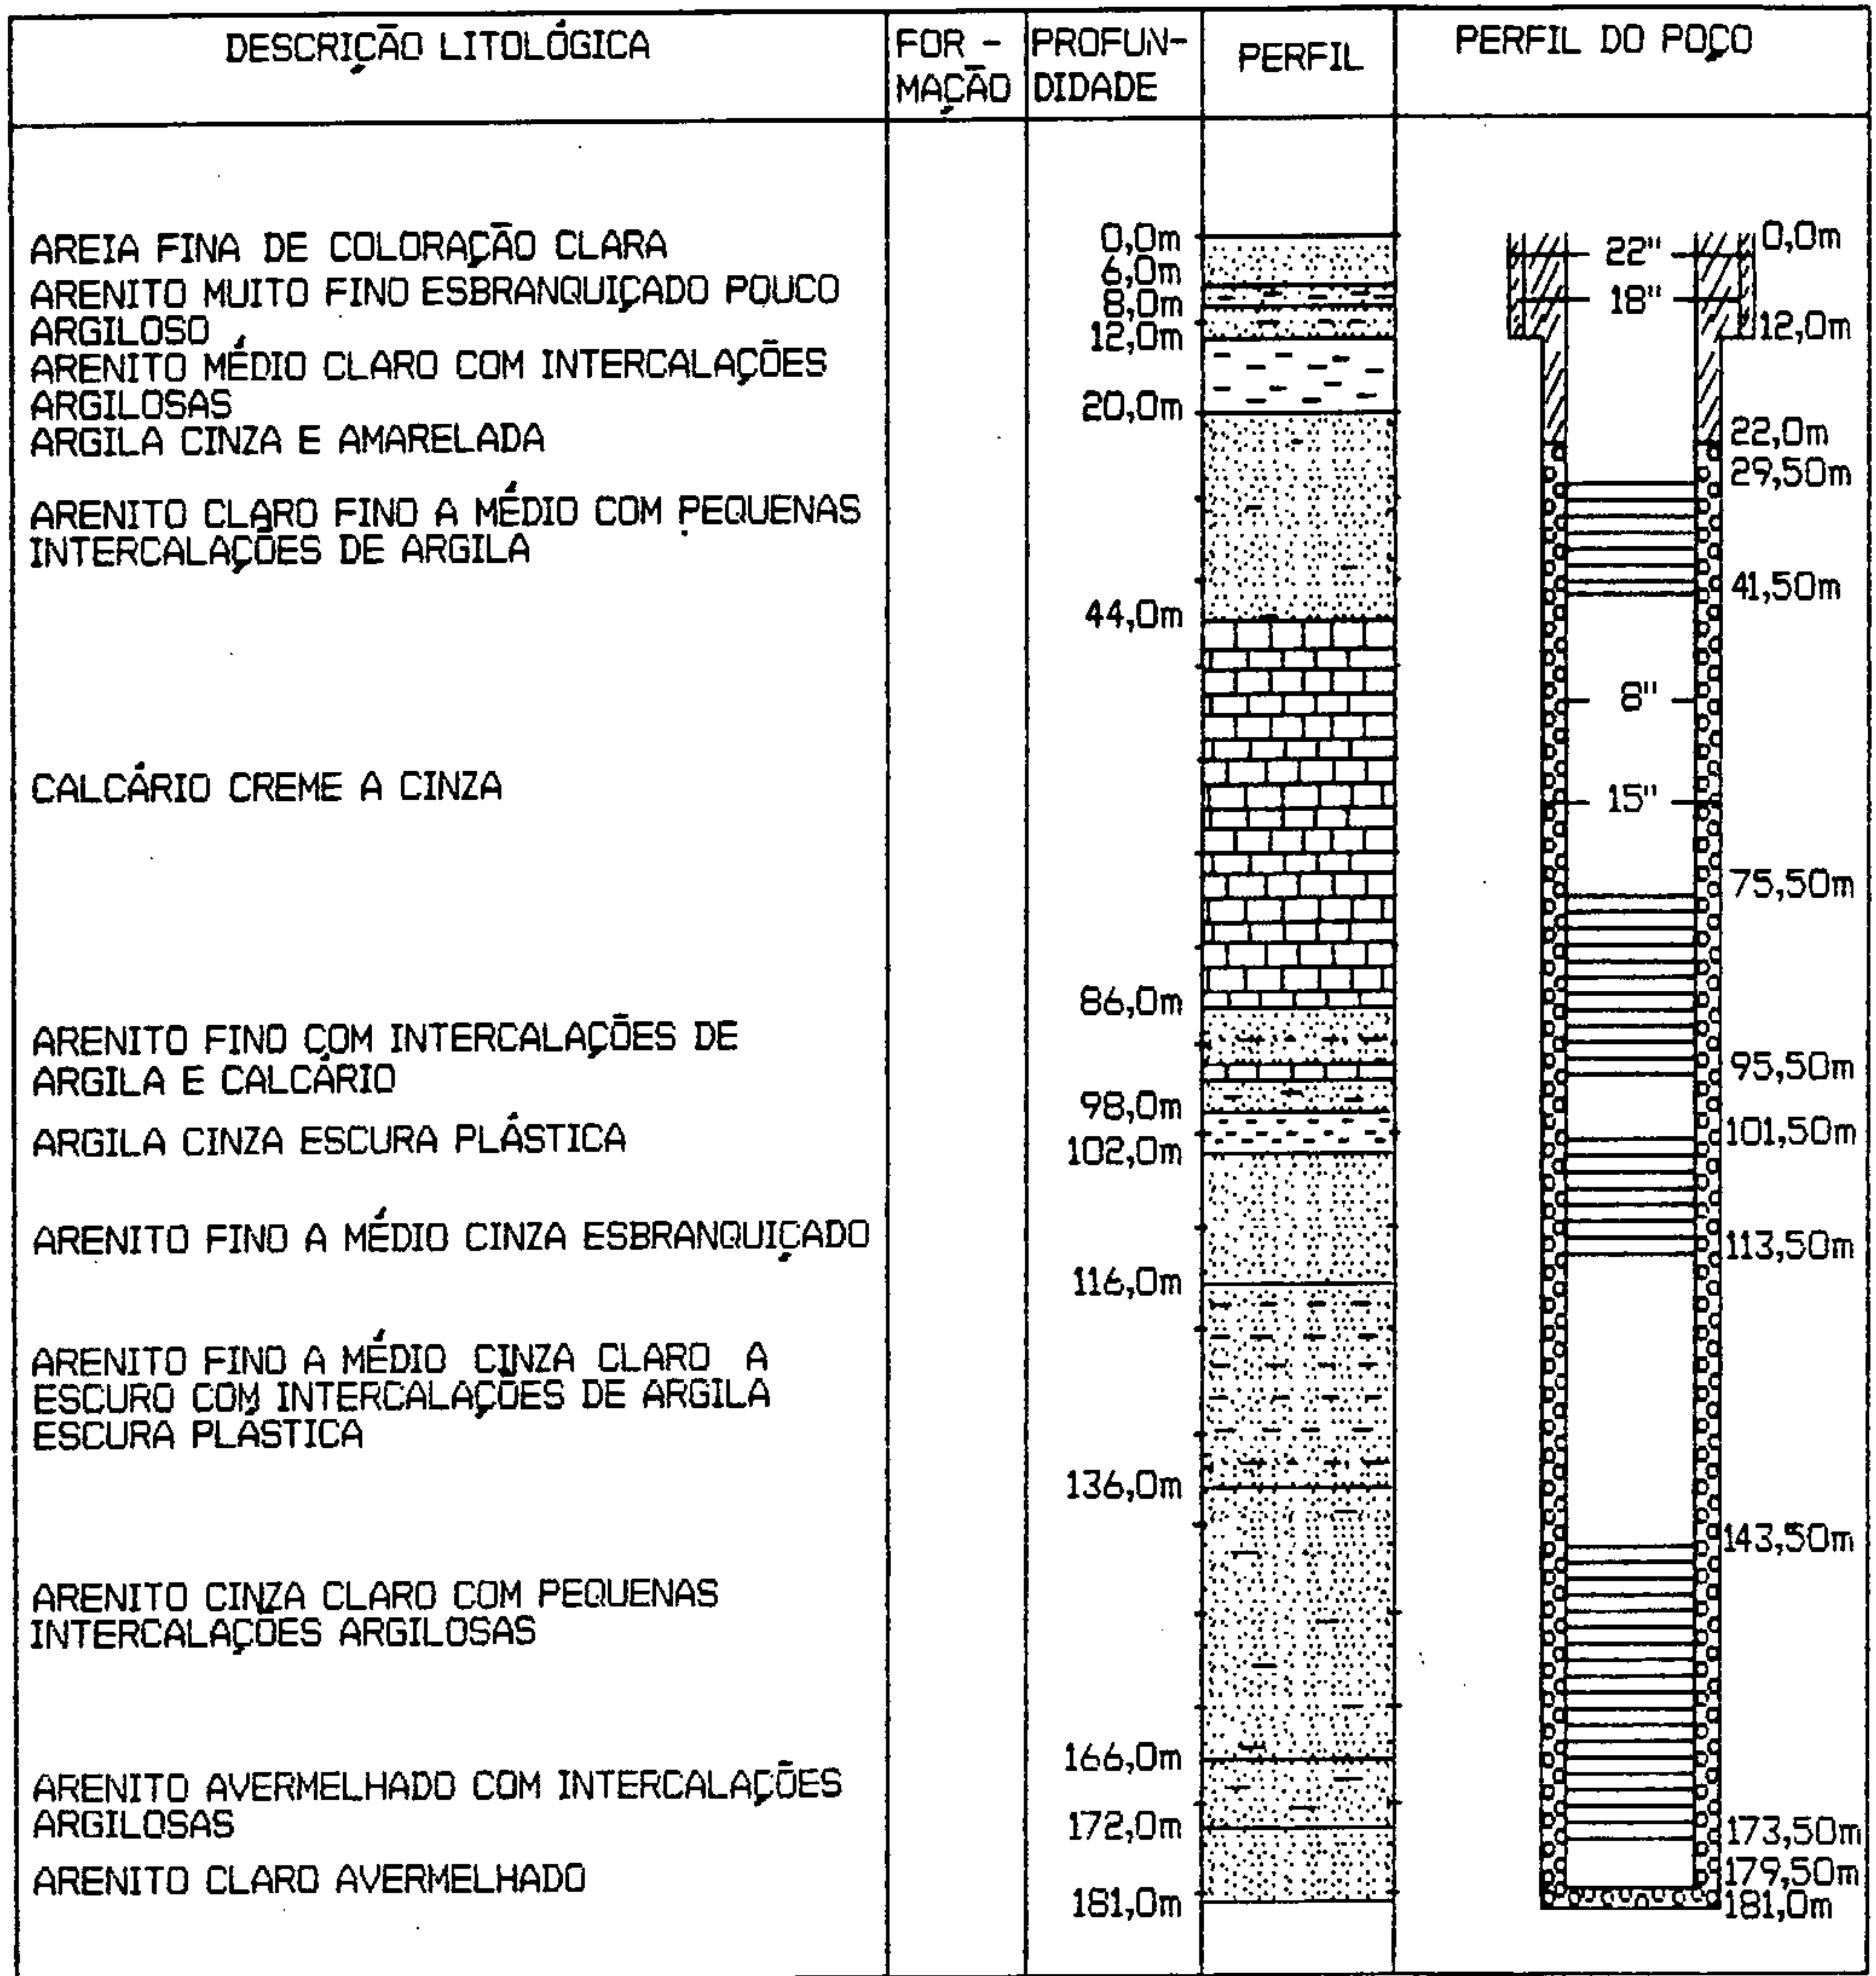 DESCRIÇÃO LITOLÓGICA
FOR -
MAÇÃO
PROFUN-
DIDADE
PERFIL
PERFIL DO POÇO
AREIA FINA DE COLORAÇÃO CLARA
ARENITO MUITO FINO ESBRANQUIÇADO POUCO
ARGILOSO
ARENITO MÉDIO CLARO COM INTERCALAÇÕES
ARGILOSAS
ARGILA CINZA E AMARELADA
ARENITO CLARO FINO A MÉDIO COM PEQUENAS
INTERCALAÇÕES DE ARGILA
CALCÁRIO CREME A CINZA
ARENITO FINO COM INTERCALAÇÕES DE
ARGILA E CALCÁRIO
ARGILA CINZA ESCURA PLÁSTICA
ARENITO FINO A MÉDIO CINZA ESBRANQUIÇADO
ARENITO FINO A MÉDIO CINZA CLARO A
ESCURO COM INTERCALAÇÕES DE ARGILA
ESCURA PLÁSTICA
ARENITO CINZA CLARO COM PEQUENAS
INTERCALAÇÕES ARGILOSAS
ARENITO AVERMELHADO COM INTERCALAÇÕES
ARGILOSAS
ARENITO CLARO AVERMELHADO
0,0m
6,0m
8,0m
12,0m
20,0m
44,0m
86,0m
98,0m
102,0m
116,0m
136,0m
166,0m
172,0m
181,0m
22"
18"
8"
15"
0,0m
12,0m
22,0m
29,50m
41,50m
75,50m
95,50m
101,50m
113,50m
143,50m
173,50m
179,50m
181,0m